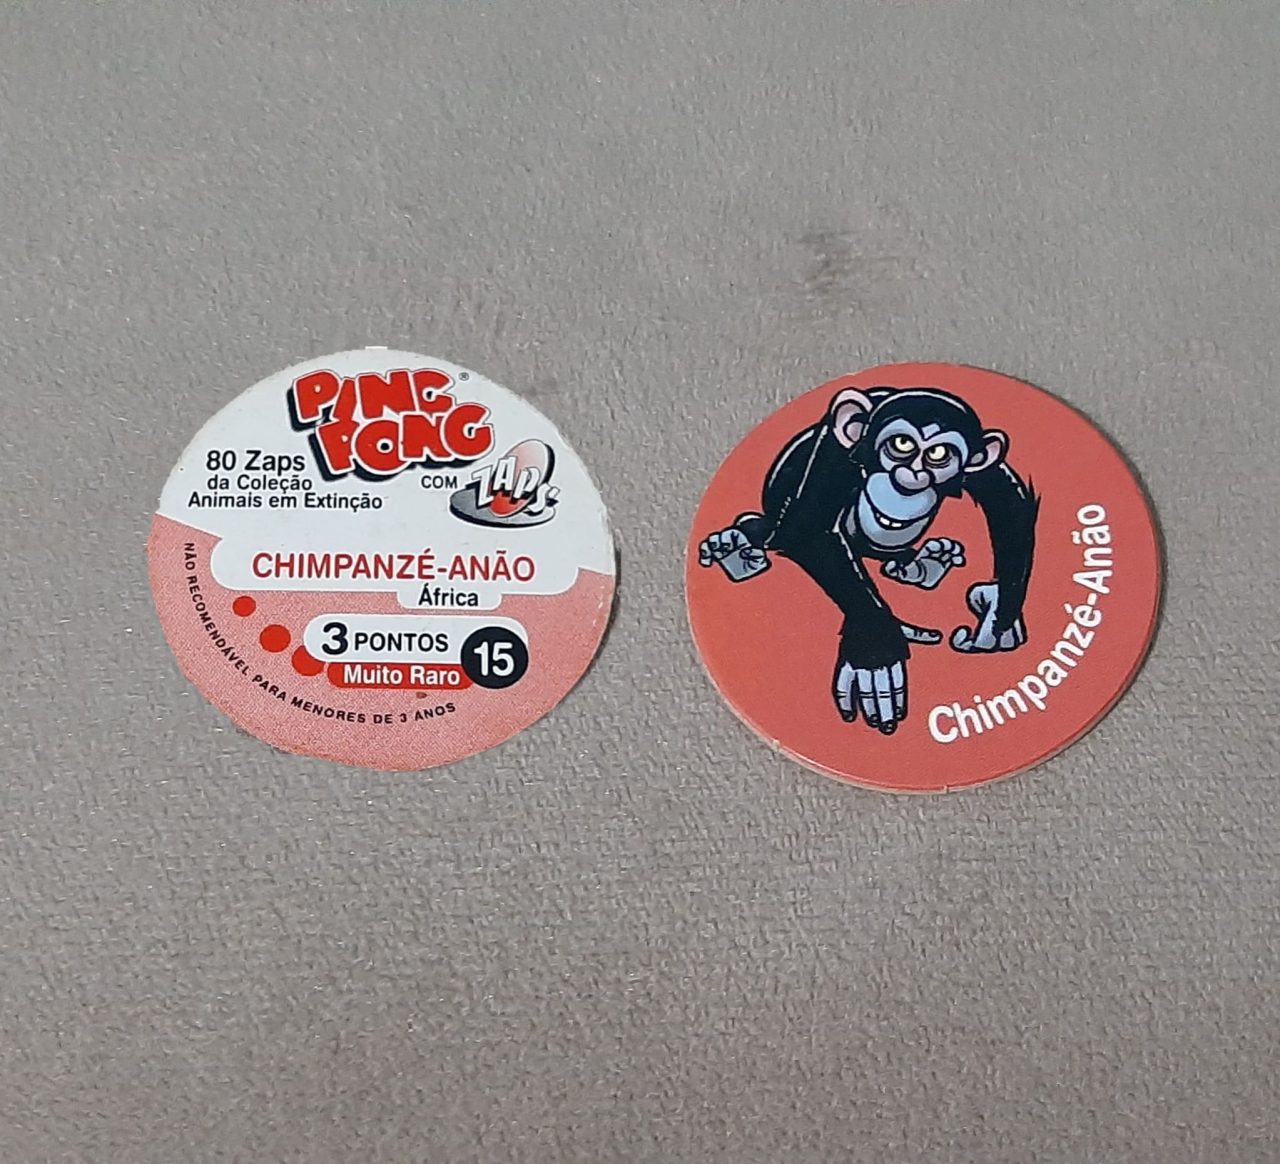 PING
PONG
®
80 Zaps
da Coleção
Animais em Extinção
COM
ZAPS
CHIMPANZÉ-ANÃO
África
3 PONTOS
Muito Raro
15
NÃO RECOMENDÁVEL PARA MENORES DE 3 ANOS
Chimpanzé-Anão